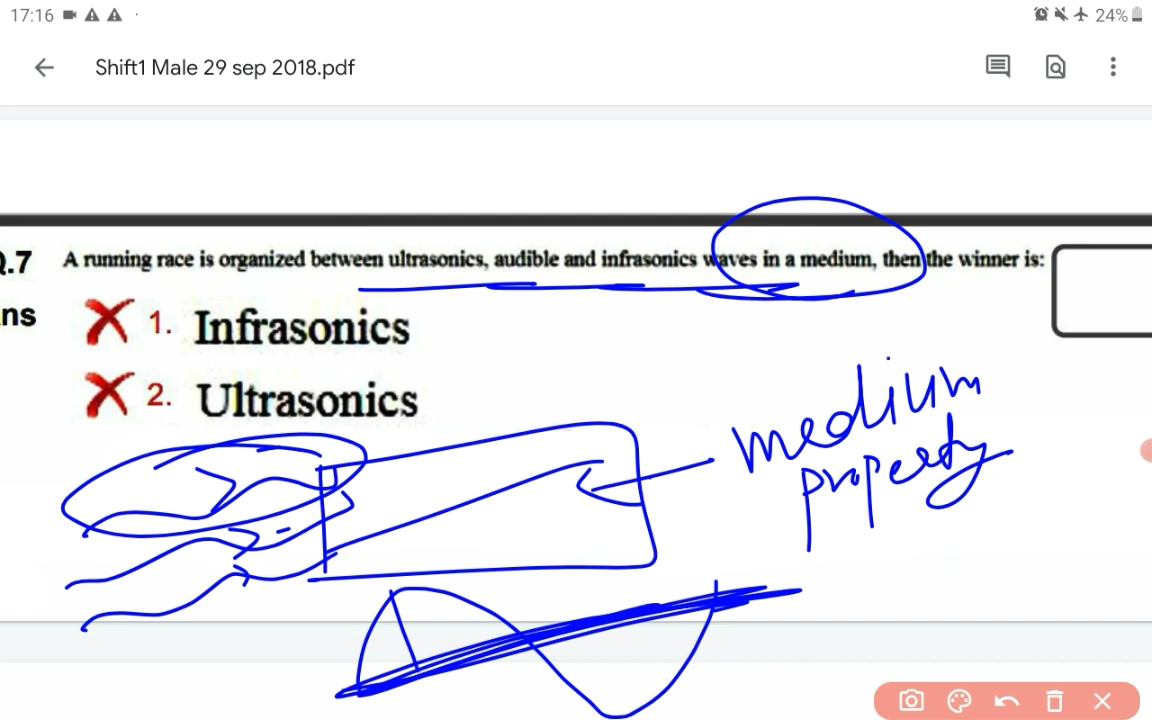 17:16
24%
Shift1 Male 29 sep 2018.pdf
.7 A running race is organized between ultrasonics, audible and infrasonics waves in a medium, then the winner is:
ns
1. Infrasonics
2. Ultrasonics
medium
property